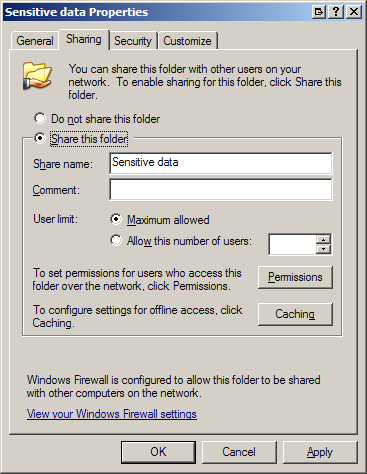 Sensitive data Properties
General
Sharing
Security
Customize
You can share this folder with other users on your
network. To enable sharing for this folder, click Share this
folder.
Do not share this folder
Share this folder
Share name:
Sensitive data
Comment:
User limit:
Maximum allowed
Allow this number of users:
To set permissions for users who access this
folder over the network, click Permissions.
Permissions
To configure settings for offline access, click
Caching.
Caching
Windows Firewall is configured to allow this folder to be shared
with other computers on the network.
View your Windows Firewall settings
OK
Cancel
Apply